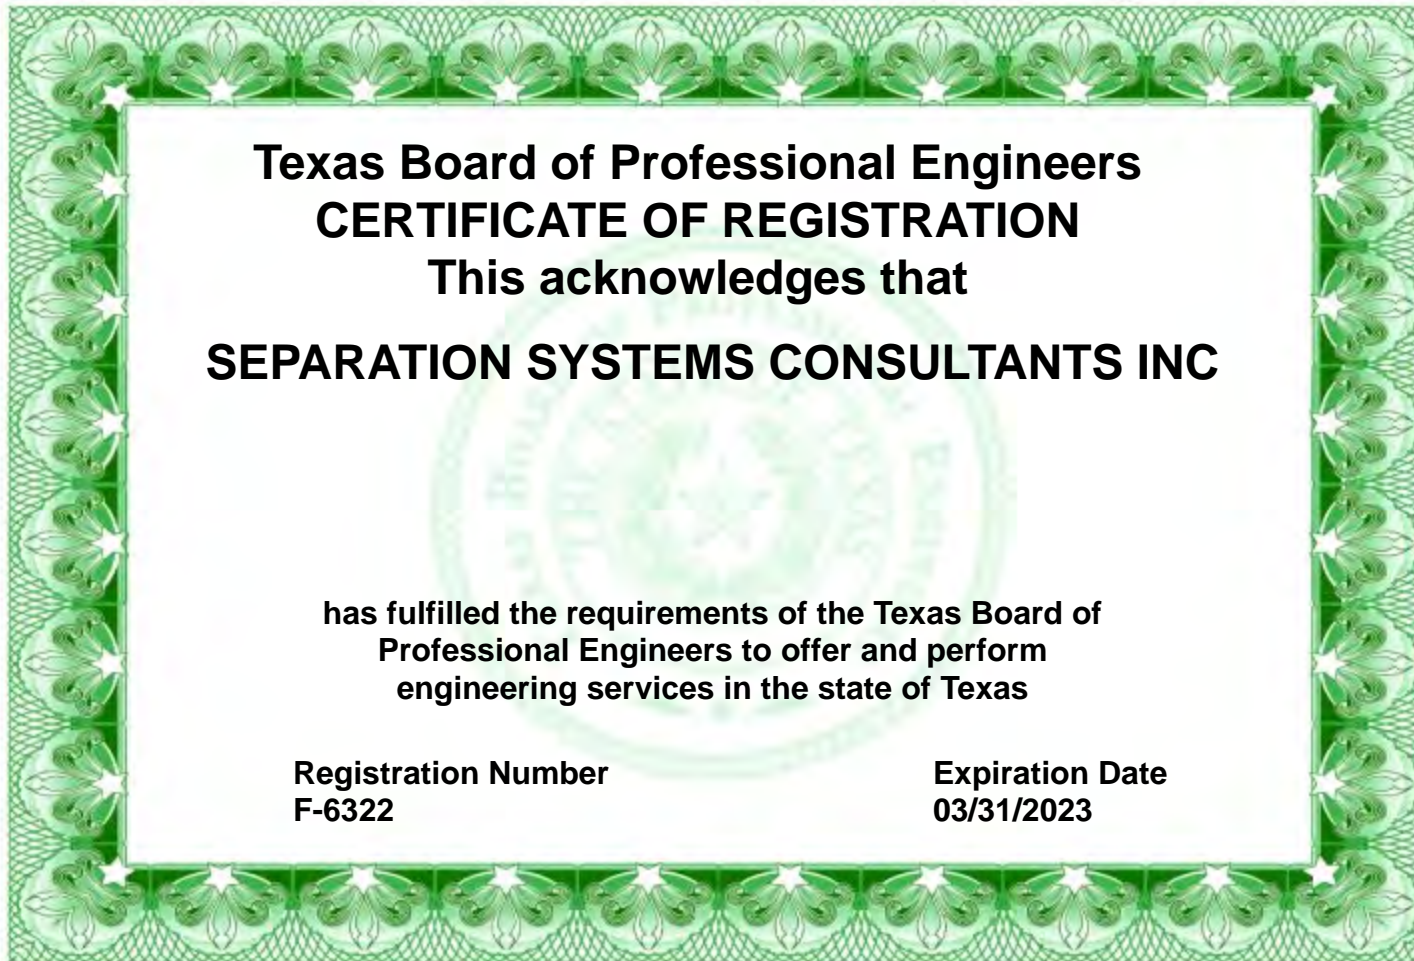 Texas Board of Professional Engineers
CERTIFICATE OF REGISTRATION
This acknowledges that
SEPARATION SYSTEMS CONSULTANTS INC
has fulfilled the requirements of the Texas Board of
Professional Engineers to offer and perform
engineering services in the state of Texas
Registration Number
Expiration Date
F-6322
03/31/2023